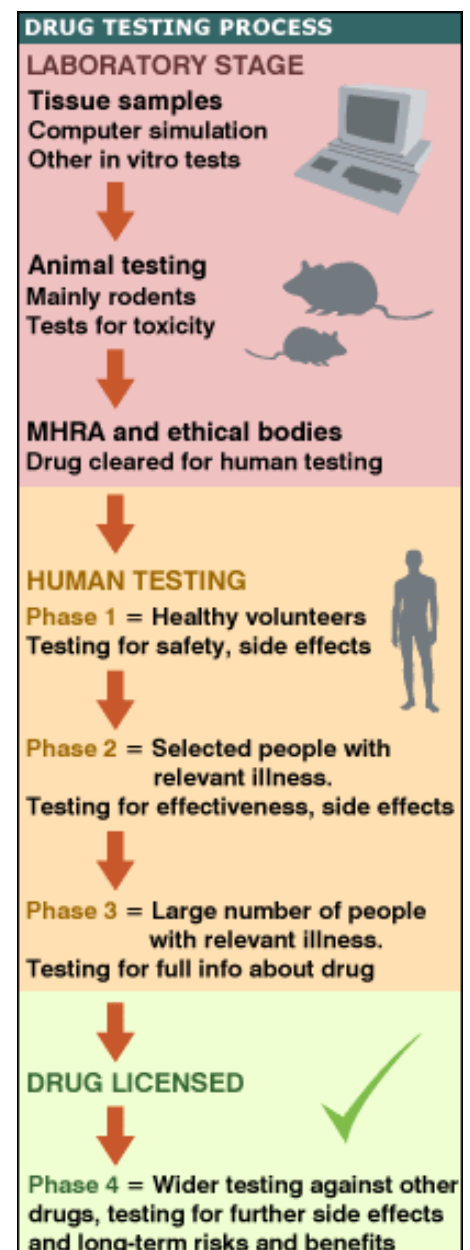 DRUG TESTING PROCESS
LABORATORY STAGE
Tissue samples
Computer simulation
Other in vitro tests
Animal testing
Mainly rodents
Tests for toxicity
MHRA and ethical bodies
Drug cleared for human testing
HUMAN TESTING
Phase 1 = Healthy volunteers
Testing for safety, side effects
Phase 2 = Selected people with
relevant illness.
Testing for effectiveness, side effects
Phase 3 = Large number of people
with relevant illness.
Testing for full info about drug
DRUG LICENSED
Phase 4 = Wider testing against other
drugs, testing for further side effects
and long-term risks and benefits